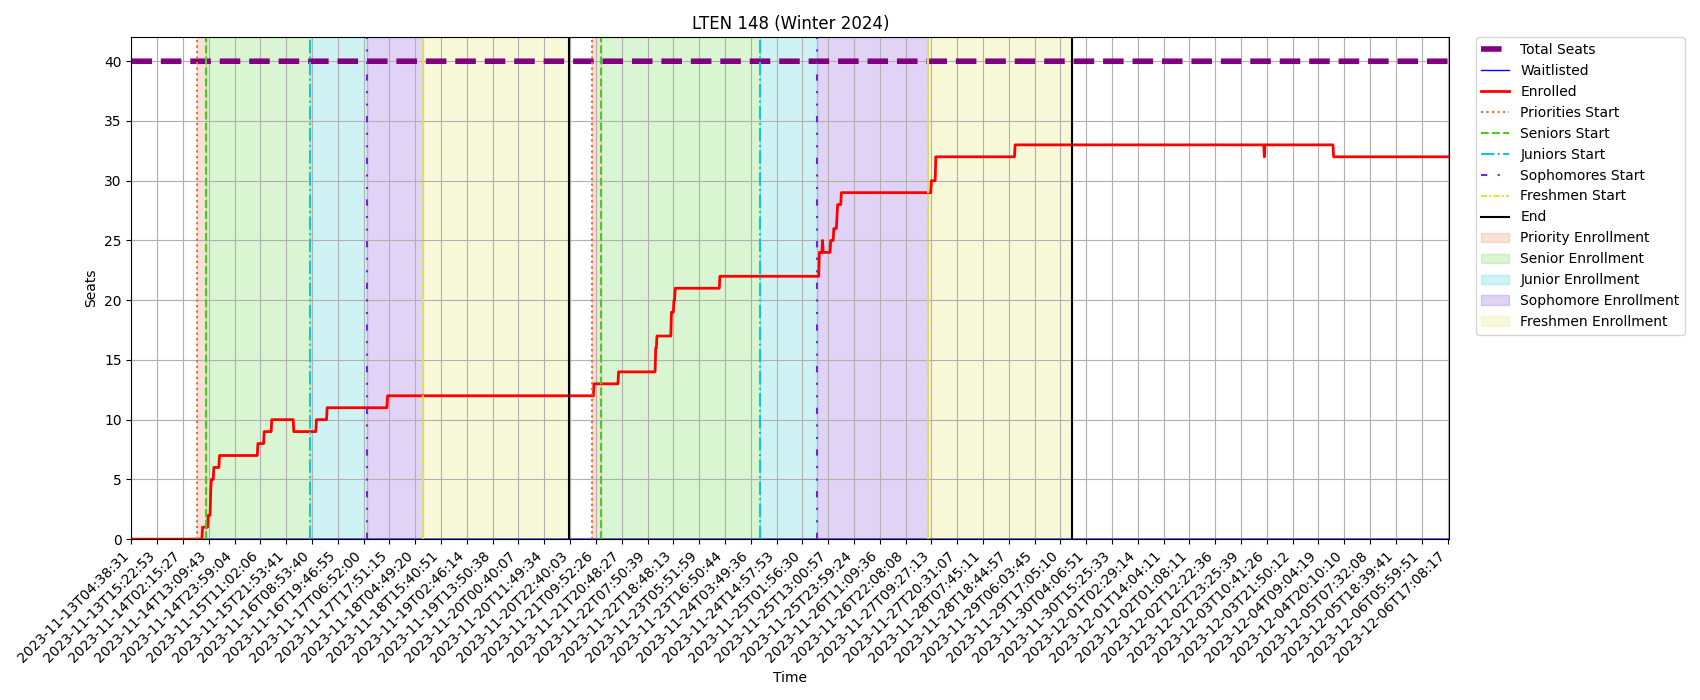 LTEN 148 (Winter 2024)
Seats
40
35
30
25
20
15
10
5
0
2023-11-13T04:38:31
2023-11-13T15:22:53
2023-11-14T02:15:27
2023-11-14T13:09:43
2023-11-14T23:59:04
2023-11-15T11:02:06
2023-11-15T21:53:41
2023-11-16T08:53:40
2023-11-16T19:46:55
2023-11-17T06:52:00
2023-11-17T17:51:15
2023-11-18T04:49:20
2023-11-18T15:40:51
2023-11-19T02:46:14
2023-11-19T13:50:38
2023-11-20T00:40:07
2023-11-20T11:49:34
2023-11-20T22:40:03
2023-11-21T09:52:26
2023-11-21T20:48:27
2023-11-22T07:50:39
2023-11-22T18:48:13
2023-11-23T05:51:59
2023-11-23T16:50:44
2023-11-24T03:49:36
2023-11-24T14:57:53
2023-11-25T01:56:30
2023-11-25T13:00:57
2023-11-25T23:59:24
2023-11-26T11:09:36
2023-11-26T22:08:08
2023-11-27T09:27:13
2023-11-27T20:31:07
2023-11-28T07:45:11
2023-11-28T18:44:57
2023-11-29T06:03:45
2023-11-29T17:05:10
2023-11-30T04:06:51
2023-11-30T15:25:33
2023-12-01T02:29:14
2023-12-01T14:04:11
2023-12-02T01:08:11
2023-12-02T12:22:36
2023-12-02T23:25:39
2023-12-03T10:41:26
2023-12-03T21:50:12
2023-12-04T09:04:19
2023-12-04T20:10:10
2023-12-05T07:32:08
2023-12-05T18:39:41
2023-12-06T05:59:51
2023-12-06T17:08:17
Time
Total Seats
Waitlisted
Enrolled
Priorities Start
Seniors Start
Juniors Start
Sophomores Start
Freshmen Start
End
Priority Enrollment
Senior Enrollment
Junior Enrollment
Sophomore Enrollment
Freshmen Enrollment